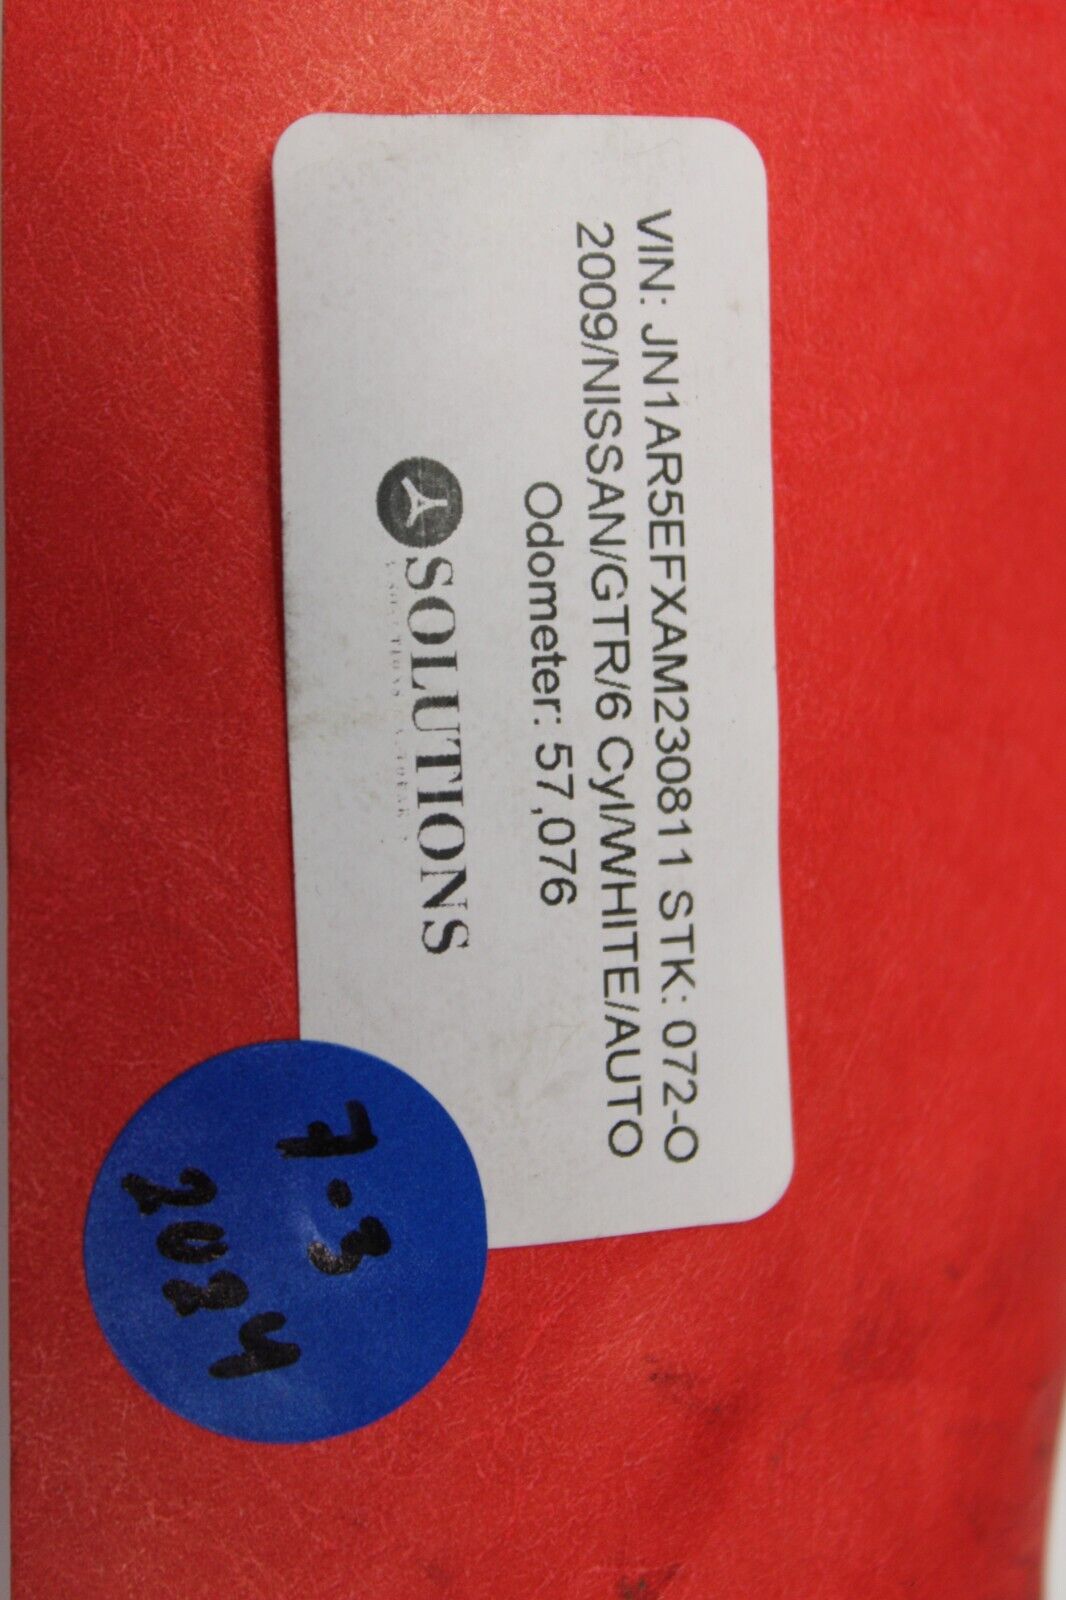 VIN: JN1AR5EFXAM230811 STK: 072-O
2009/NISSAN/GTR/6 Cyl/WHITE/AUTO
Odometer: 57,076
SOLUTIONS
7.3
2024